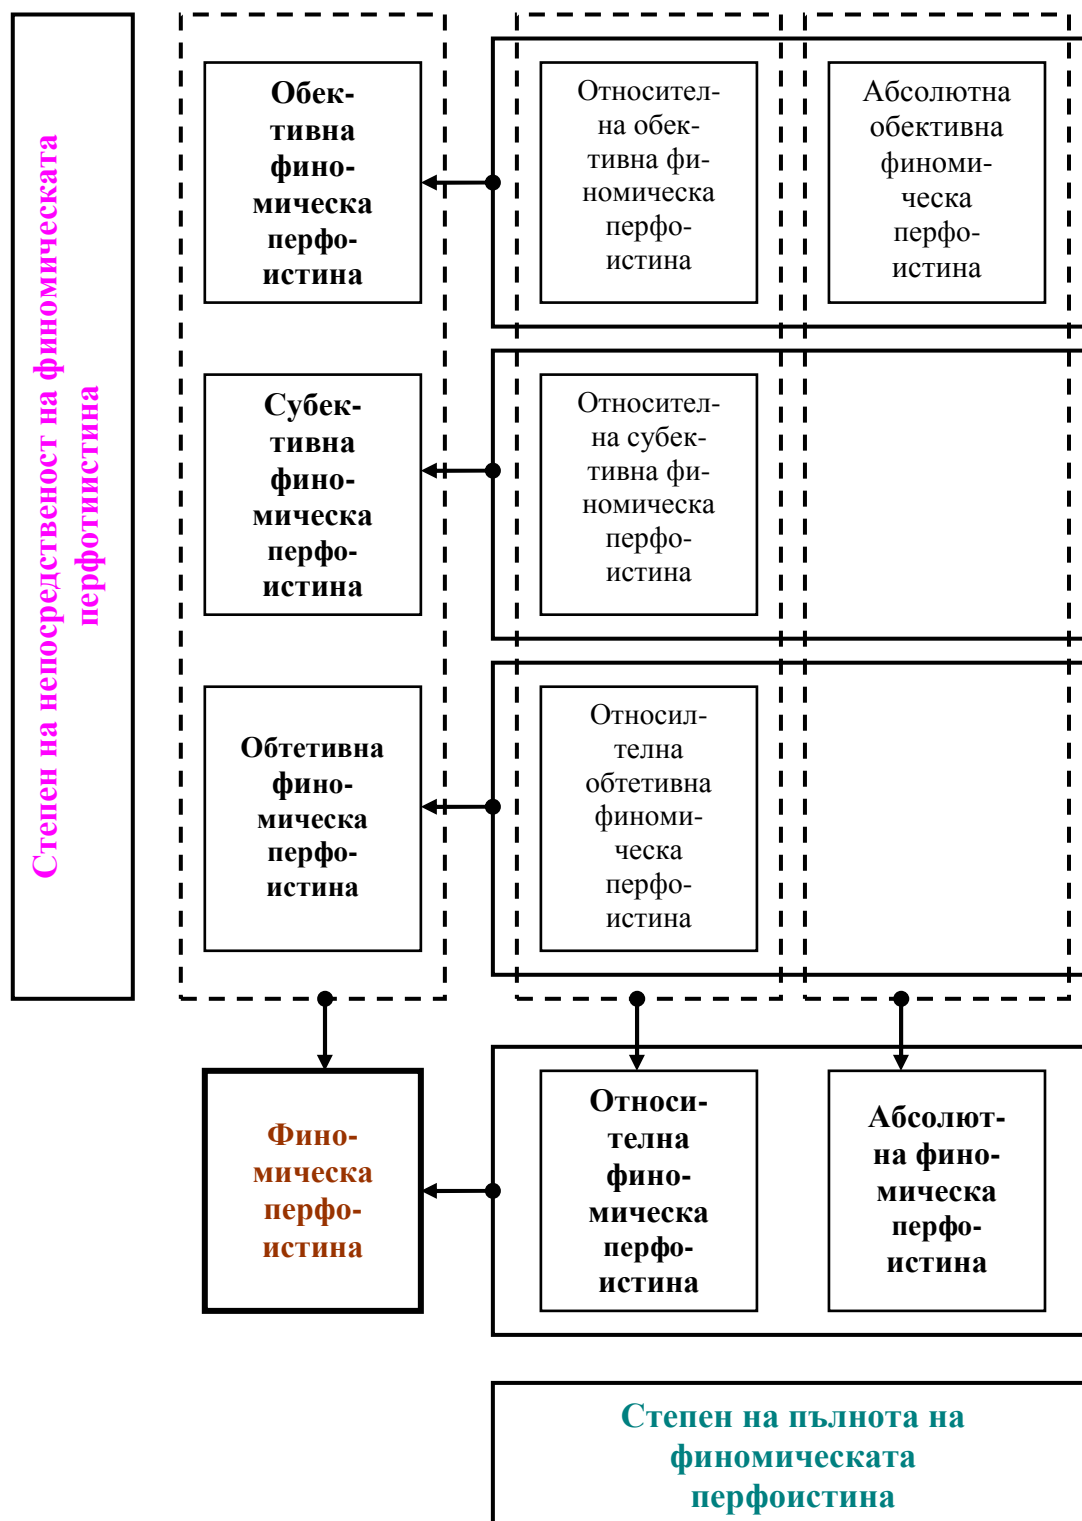 Степен на непосредственост на финомическата
перфотиистина
Обек-
тивна
фино-
мическа
перфо-
истина
Относител-
на обек-
тивна фи-
номическа
перфо-
истина
Абсолютна
обективна
финоми-
ческа
перфо-
истина
Субек-
тивна
фино-
мическа
перфо-
истина
Относител-
на субек-
тивна фи-
номическа
перфо-
истина
Обтетивна
фино-
мическа
перфо-
истина
Относил-
телна
обтетивна
финоми-
ческа
перфо-
истина
Фино-
мическа
перфо-
истина
Относи-
телна
фино-
мическа
перфо-
истина
Абсолют-
на фино-
мическа
перфо-
истина
Степен на пълнота на
финомическата
перфоистина